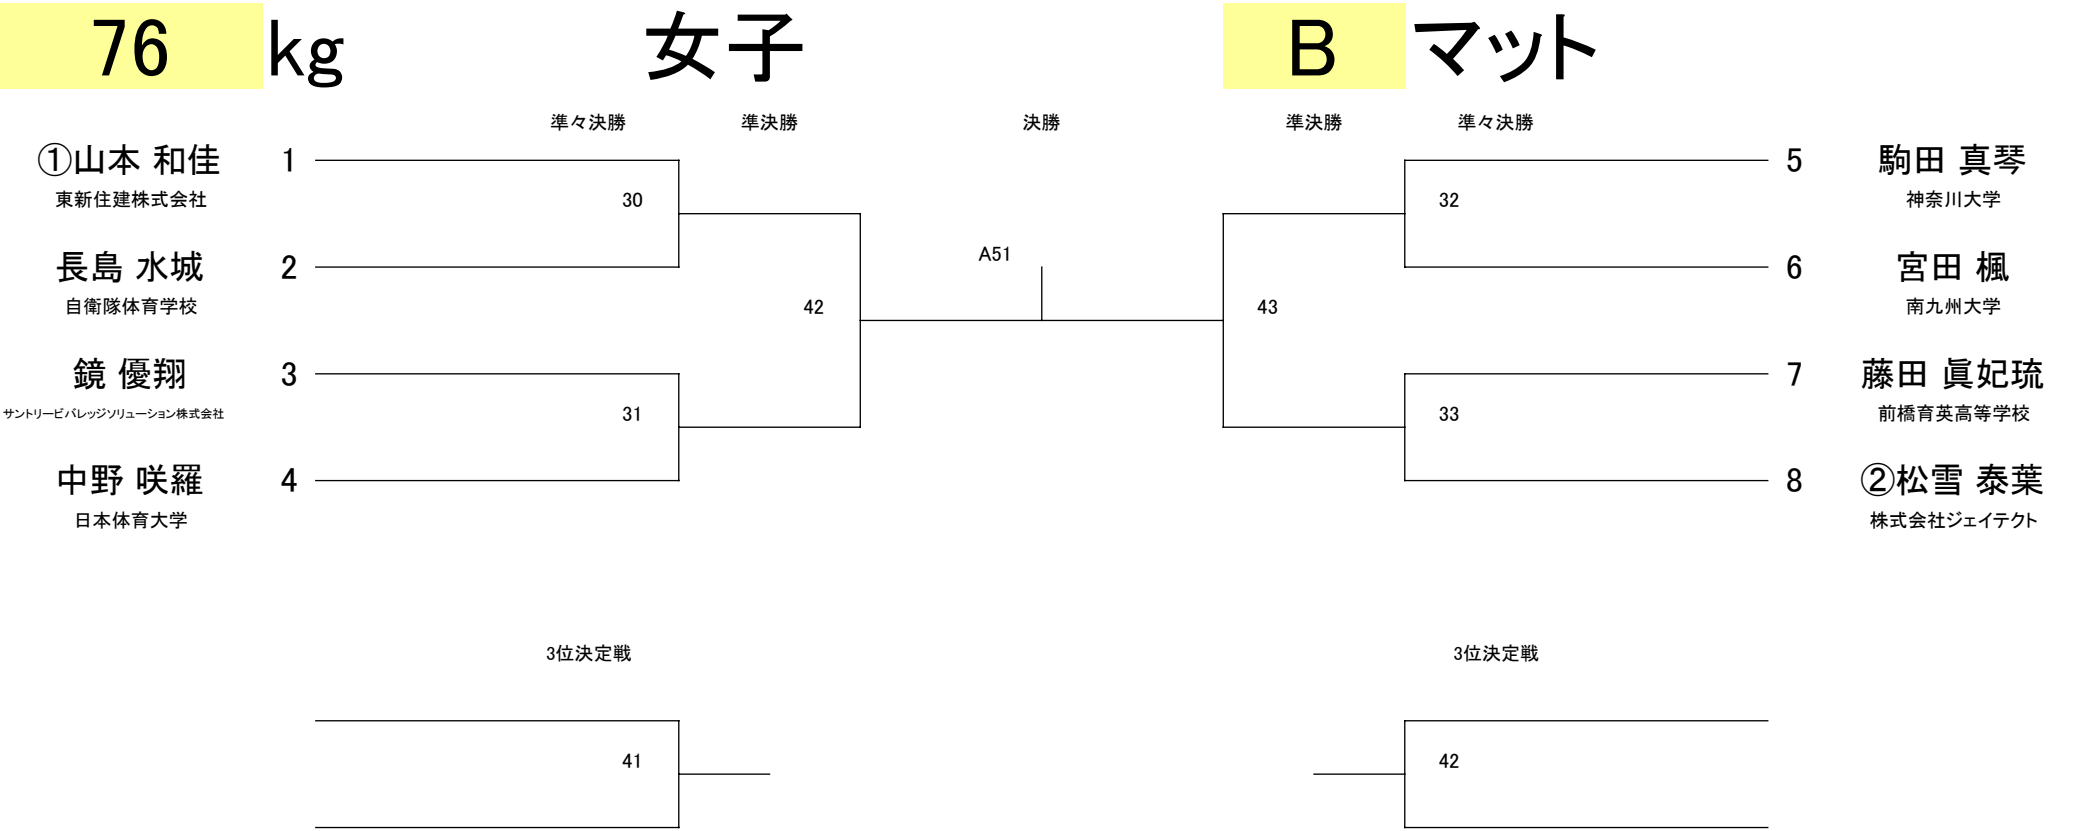 76 kg 女子 B マット
準々決勝 準決勝 決勝 準決勝 準々決勝
①山本 和佳 1 5 駒田 真琴
東新住建株式会社 30 32 神奈川大学
A51
長島 水城 2 6 宮田 楓
自衛隊体育学校 42 43 南九州大学
鏡 優翔 3 7 藤田 眞妃琉
サントリービバレッジソリューション株式会社 31 33 前橋育英高等学校
中野 咲羅 4 8 ②松雪 泰葉
日本体育大学 株式会社ジェイテクト
3位決定戦 3位決定戦
41 42